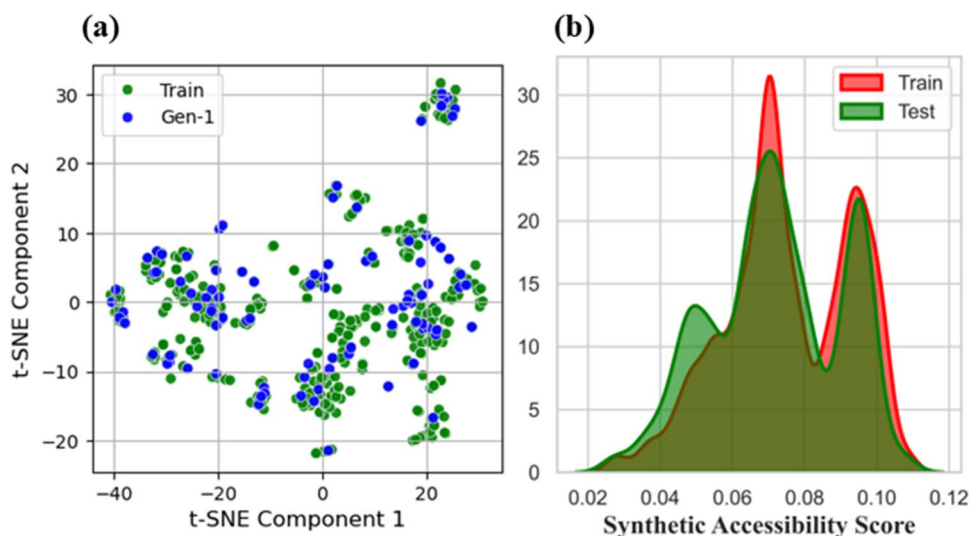 (a)
Train
Gen-1
30
20
10
0
−10
−20
t-SNE Component 2
−40
−20
0
20
t-SNE Component 1
(b)
Train
Test
30
25
20
15
10
5
0
0.02
0.04
0.06
0.08
0.10
0.12
Synthetic Accessibility Score